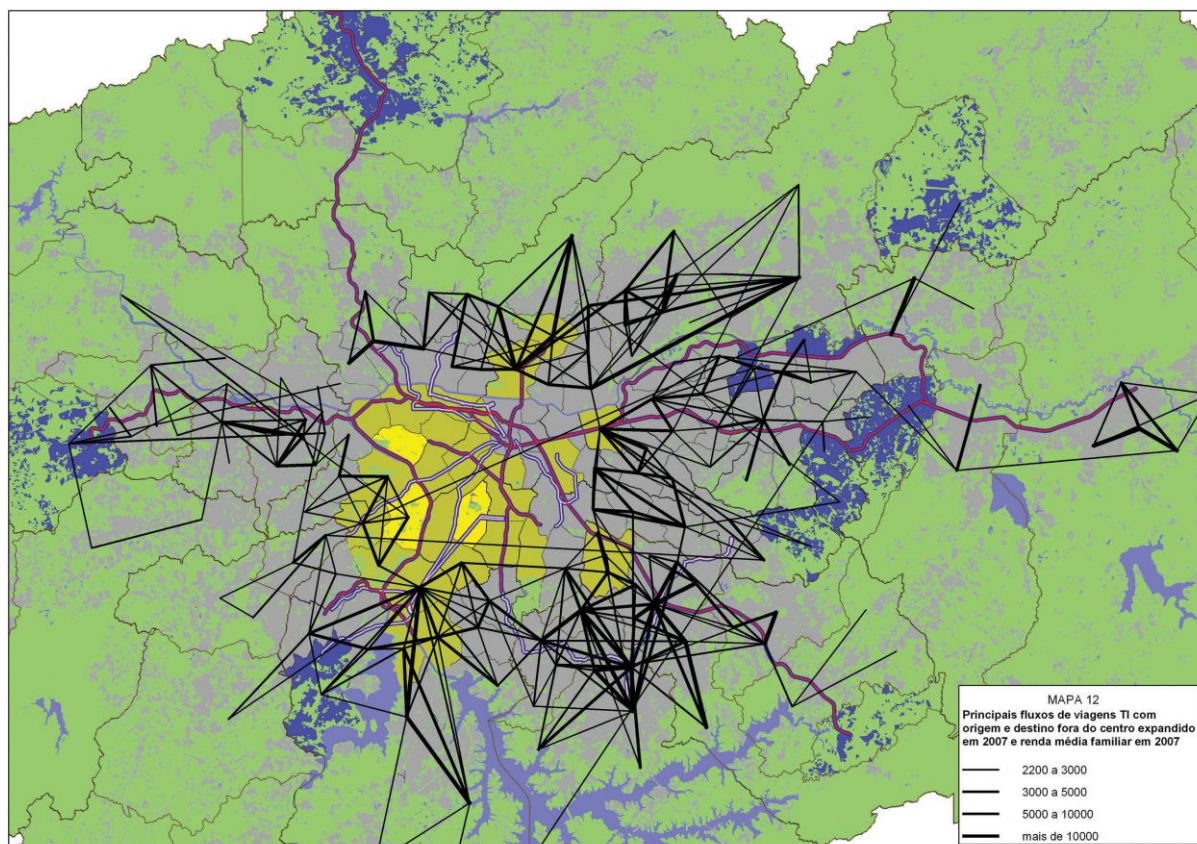 MAPA 12
Principais fluxos de viagens TI com
origem e destino fora do centro expandido
em 2007 e renda média familiar em 2007
2200 a 3000
3000 a 5000
5000 a 10000
mais de 10000